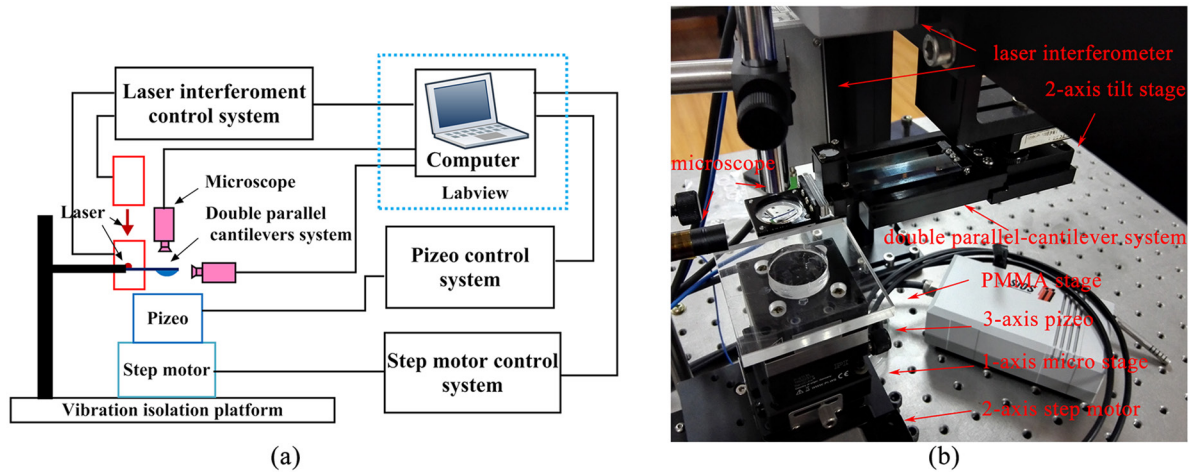 (a)
Laser interferoment
control system
Computer
Labview
Microscope
Laser
Double parallel
cantilevers system
Pizeo control
system
Pizeo
Step motor
Step motor control
system
Vibration isolation platform
(b)
laser interferometer
2-axis tilt stage
microscope
double parallel-cantilever system
PMMA stage
SIOS
3-axis pizeo
1-axis micro stage
2-axis step motor
(a)
(b)